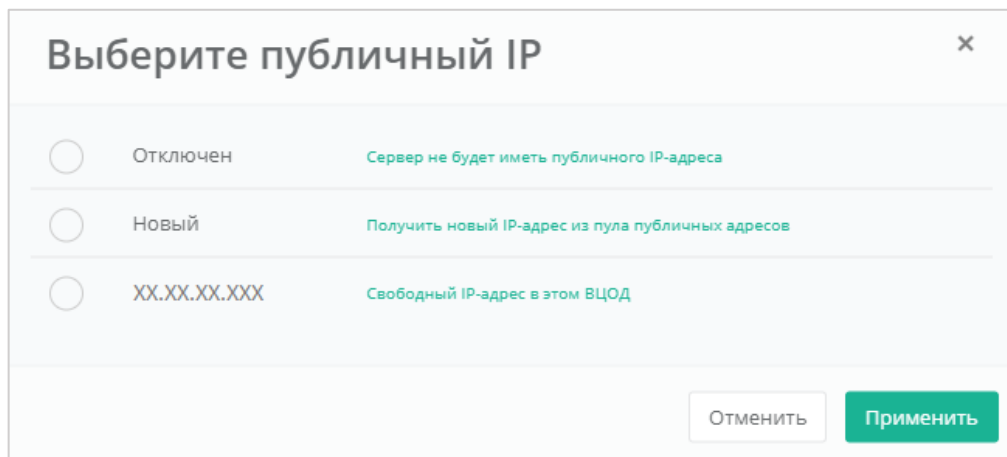 Выберите публичный IP
×
Отключен Сервер не будет иметь публичного IP-адреса
Новый Получить новый IP-адрес из пула публичных адресов
XX.XX.XX.XXX Свободный IP-адрес в этом ВЦОД
Отменить Применить